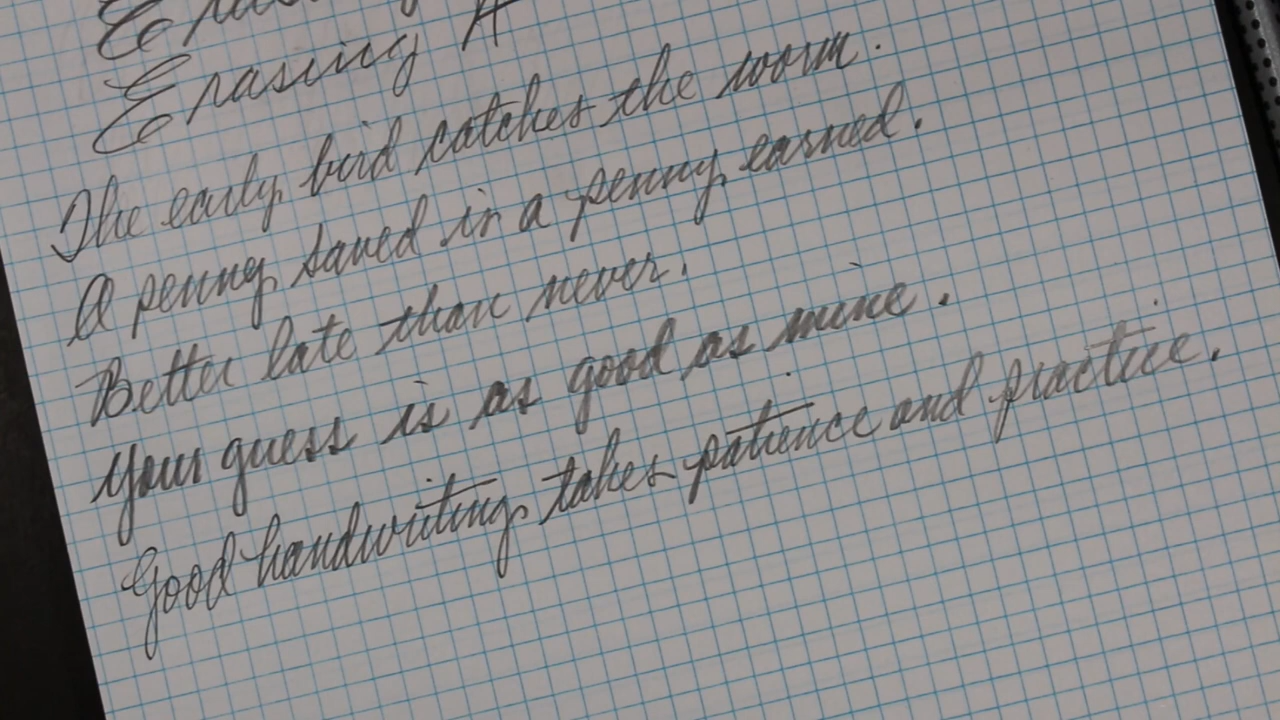 Erasing A
The early bird catches the worm.
A penny saved is a penny earned.
Better late than never.
Your guess is as good as mine.
Good handwriting takes patience and practice.